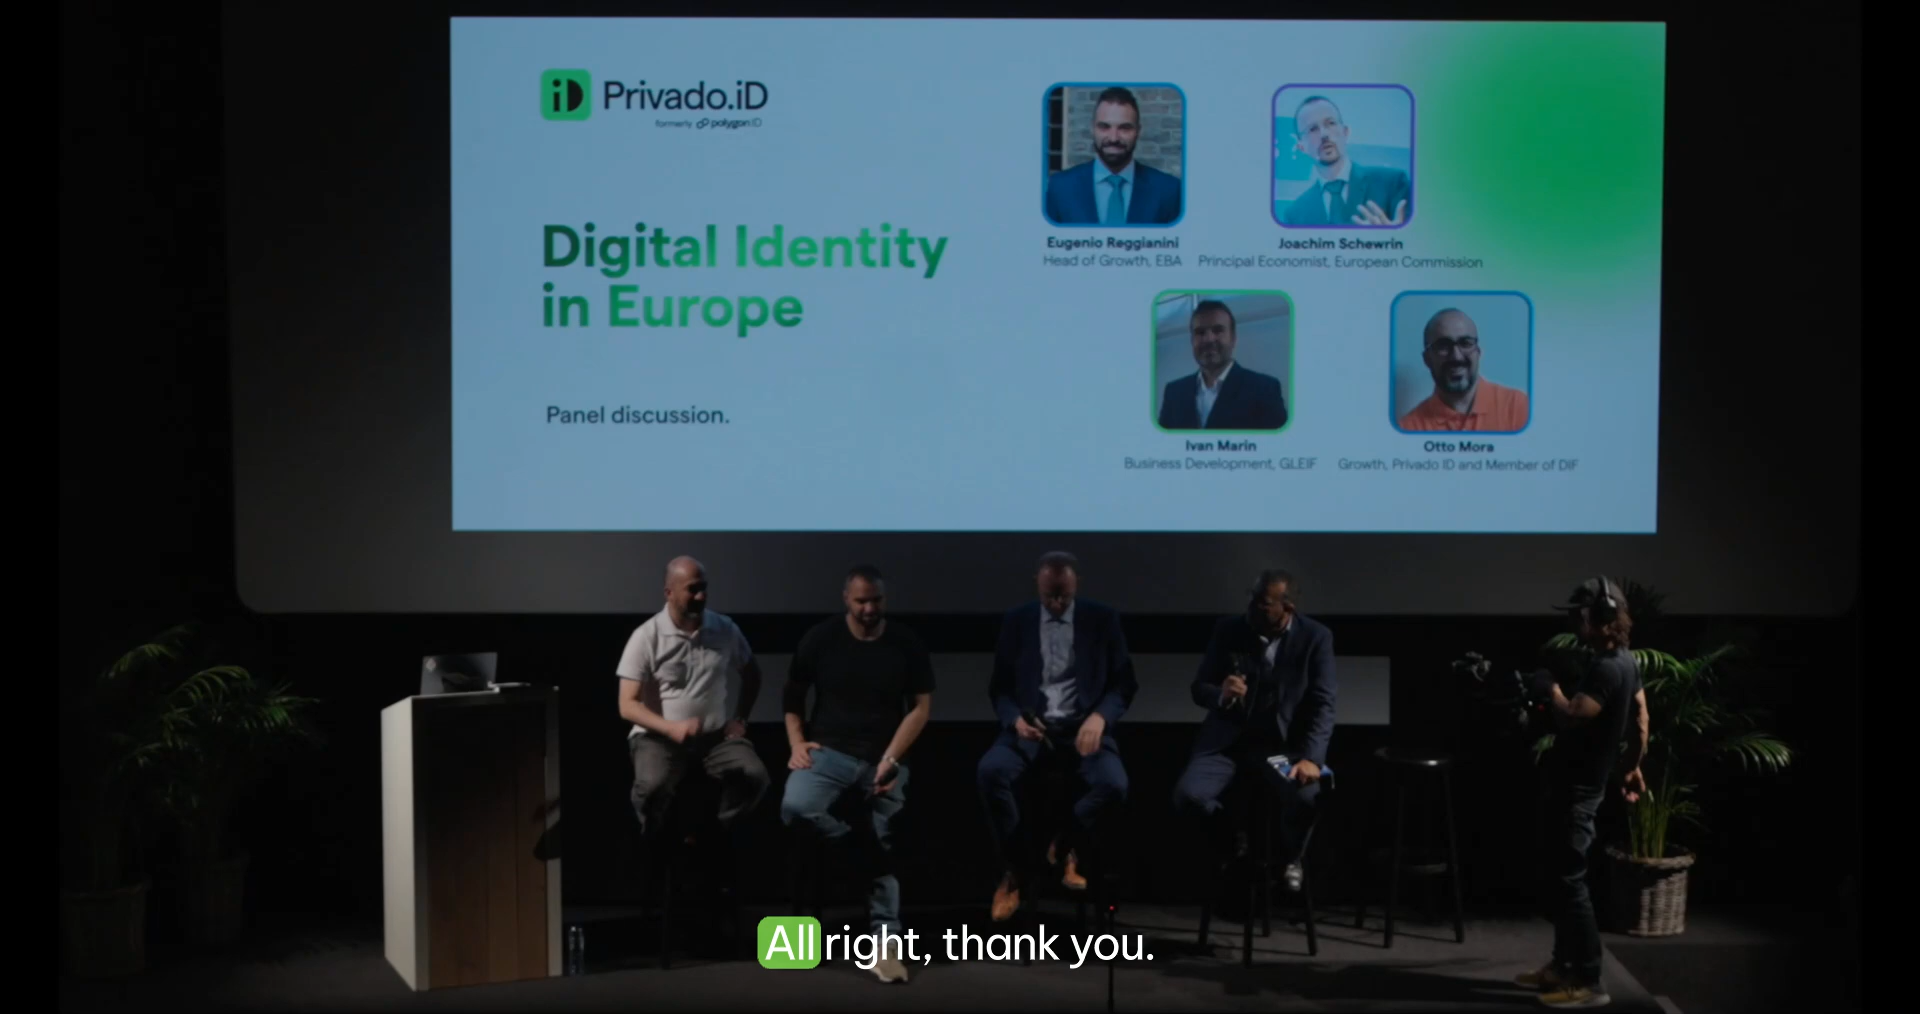 iD Privado.iD
formerly polygon ID
Digital Identity
in Europe
Panel discussion.
Eugenio Reggianini
Head of Growth, EBA
Joachim Schewrin
Principal Economist, European Commission
Ivan Marin
Business Development, GLEIF
Otto Mora
Growth, Privado ID and Member of DIF
All right, thank you.